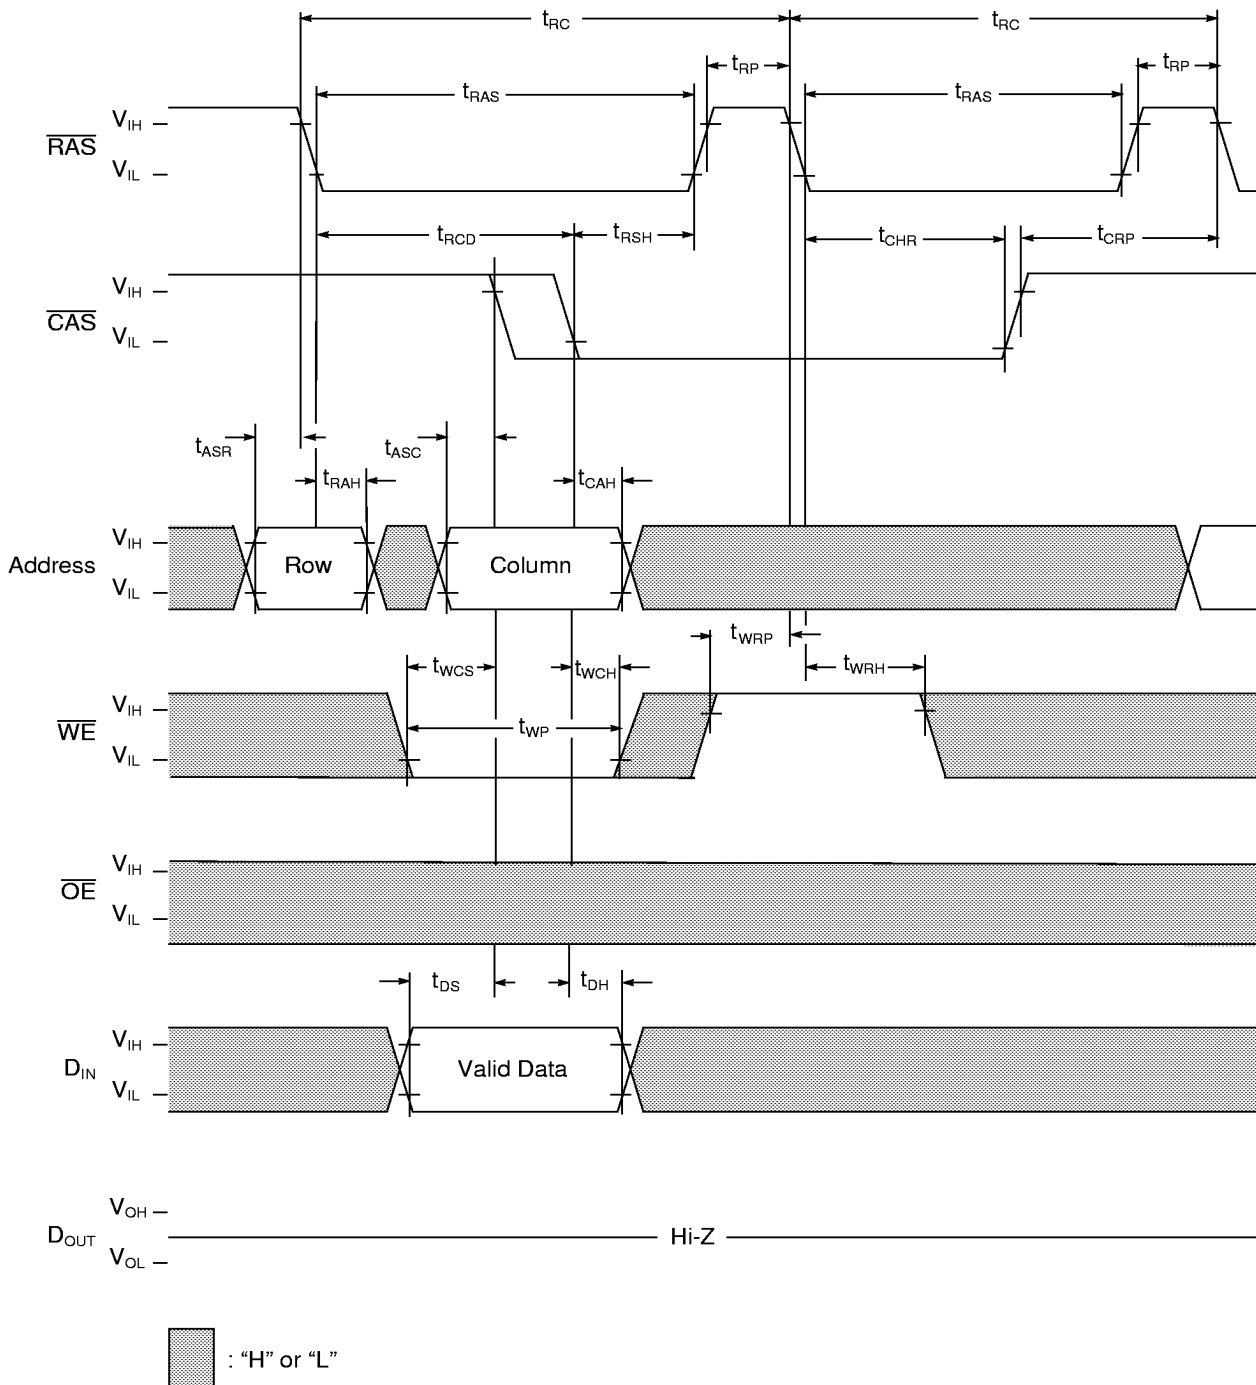 tRC tRC
tRP tRP
tRAS tRAS
RAS VIH
VIL
tRCD tRSH tCHR tCRP
CAS VIH
VIL
tASR tASC
tRAH tCAH
Address VIH Row Column
VIL
tWRP
tWCS tWCH tWRH
WE VIH
tWP
VIL
OE VIH
VIL
tDS tDH
DIN VIH
Valid Data
VIL
VOH
DOUT Hi-Z
VOL
: “H” or “L”